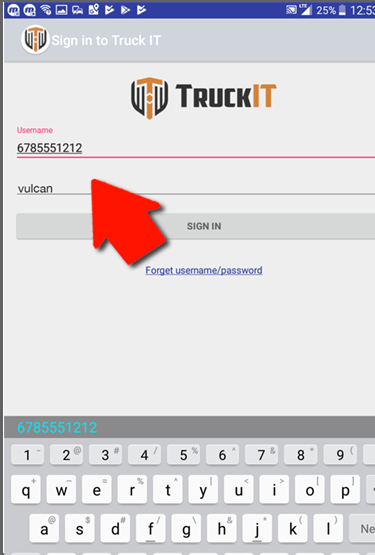 LTE 25% 12:53
Sign in to Truck IT
TRUCKIT
Username
6785551212
vulcan
SIGN IN
Forget username/password
6785551212
1 - 2 @ 3 # 4 / 5 % 6 ^ 7 & 8 * 9 (
q + w − e = r t ^ y | u < i > o [ p ]
a @ s $ d # f / g \ h & j * k ( l )
Ne